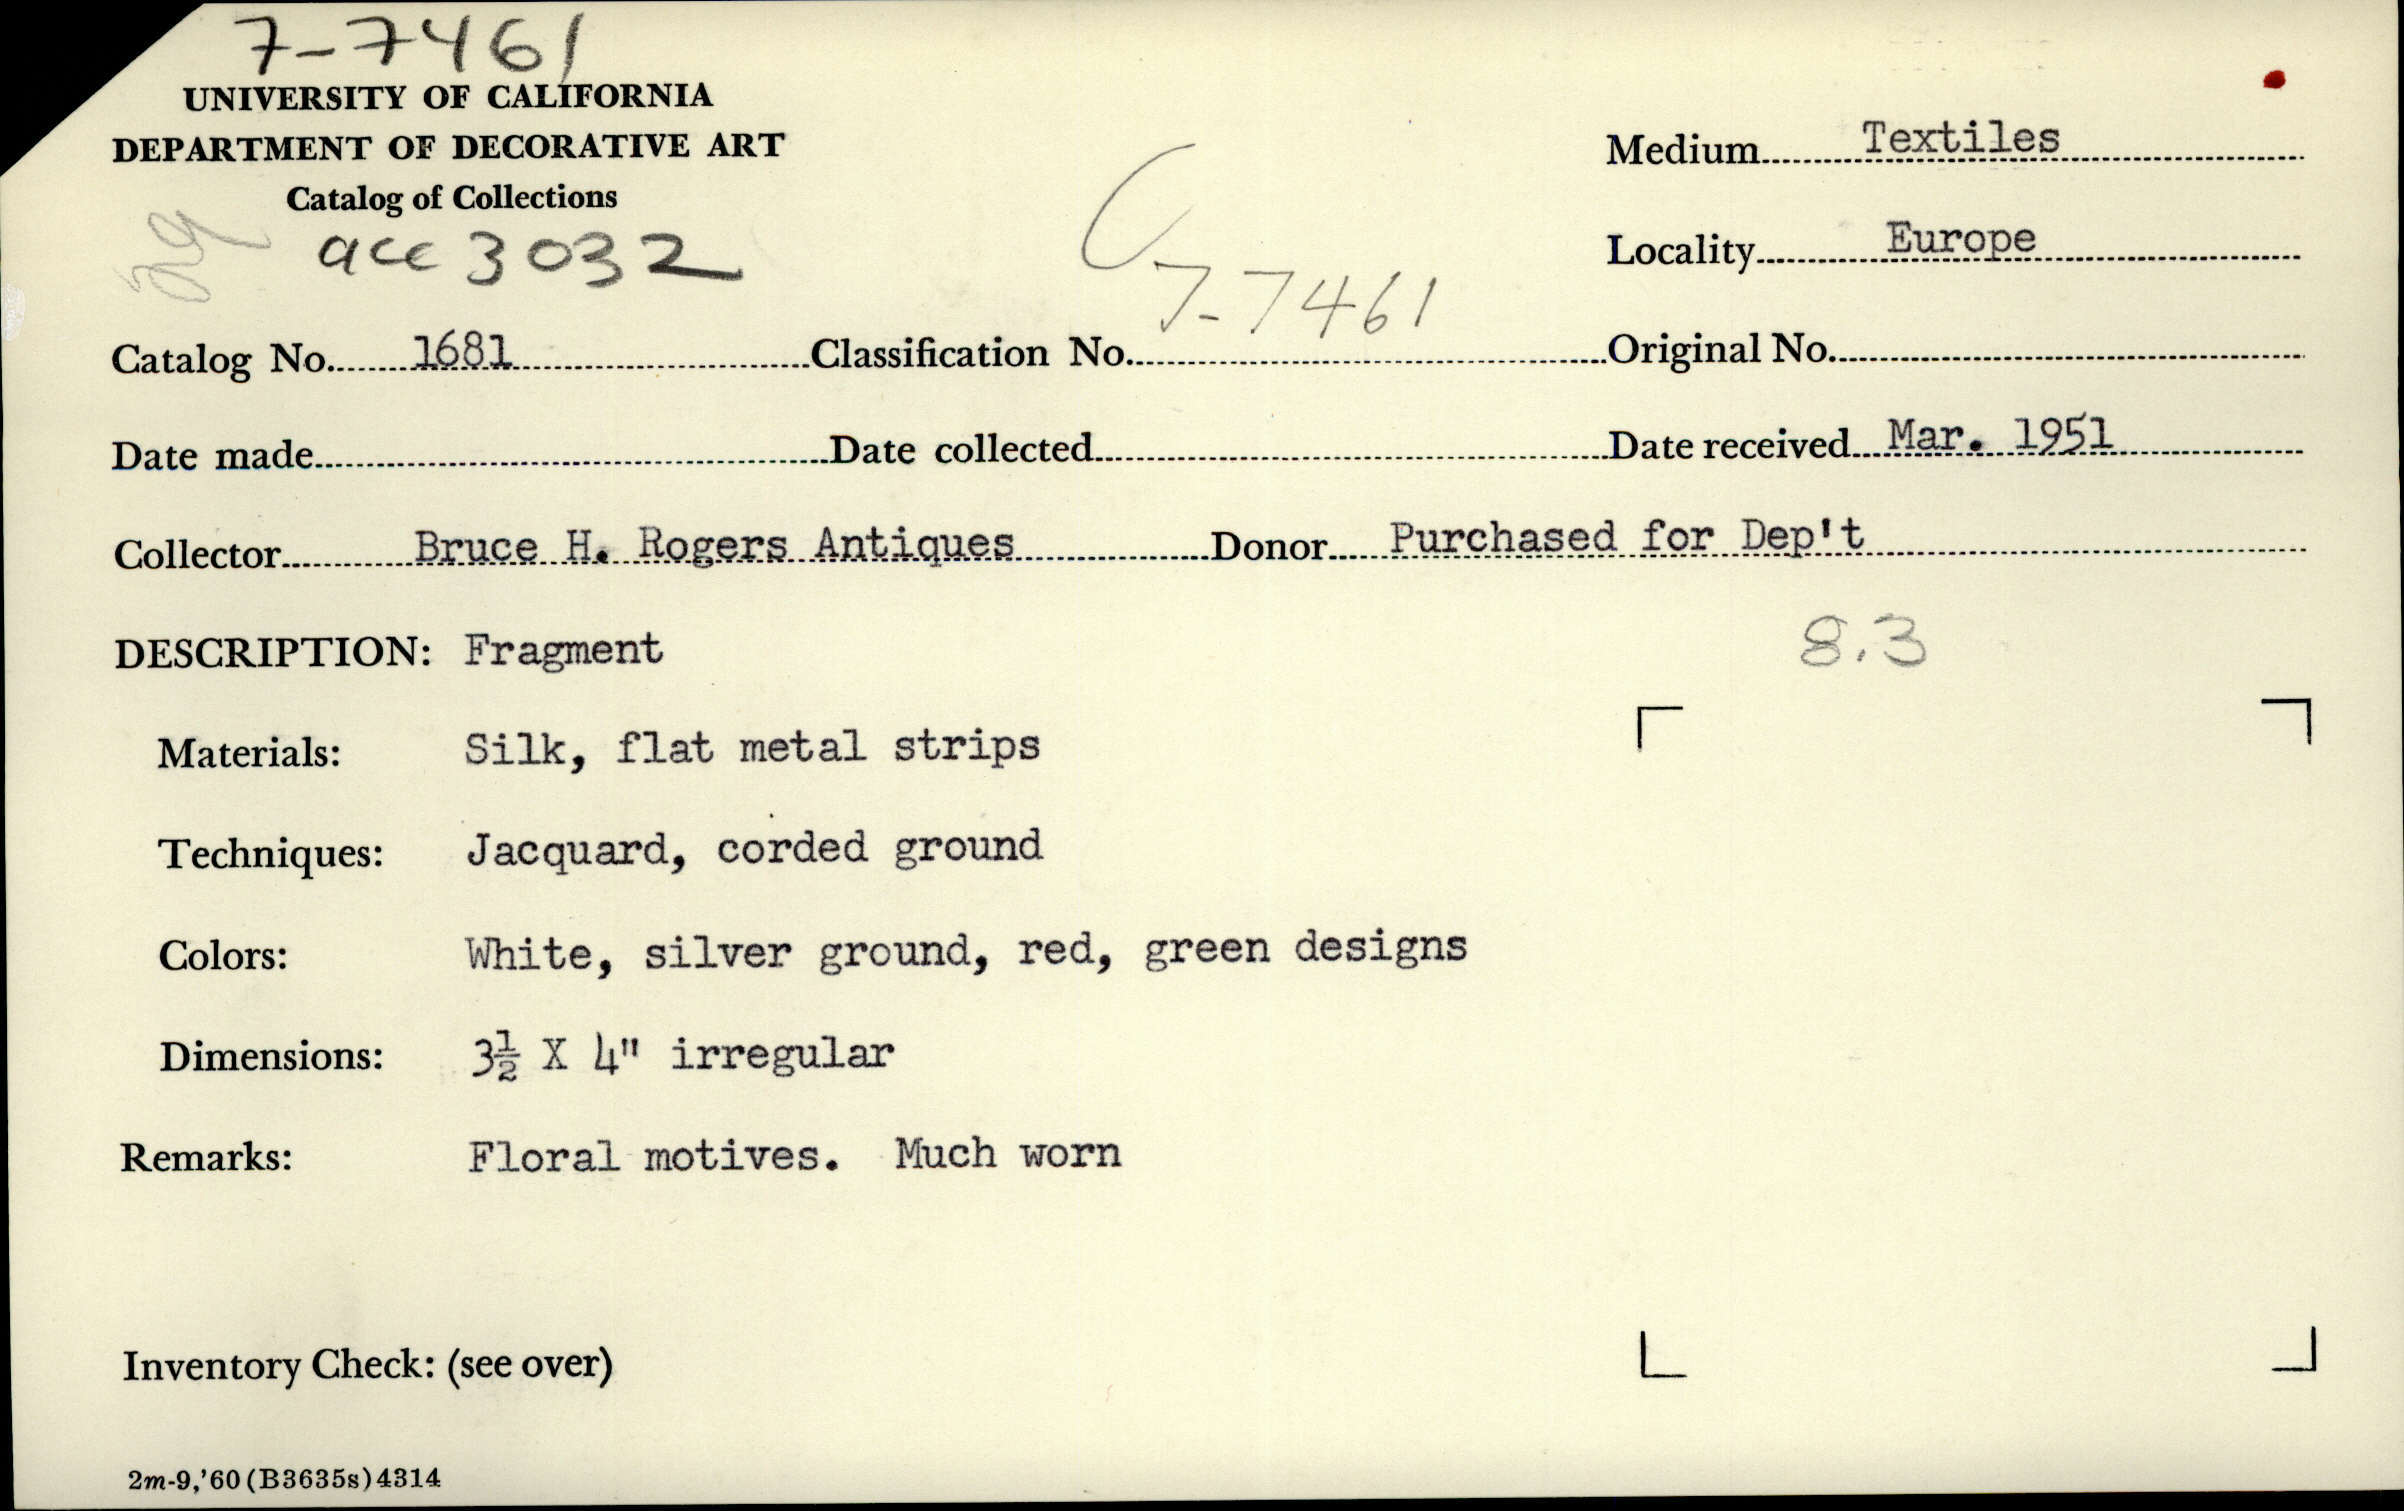 7-7461
UNIVERSITY OF CALIFORNIA
DEPARTMENT OF DECORATIVE ART
Catalog of Collections
acc 3032
7-7461
Medium Textiles
Locality Europe
Catalog No. 1681 Classification No. Original No.
Date made Date collected Date received Mar. 1951
Collector Bruce H. Rogers Antiques Donor Purchased for Dep't
8.3
DESCRIPTION: Fragment
Materials: Silk, flat metal strips
Techniques: Jacquard, corded ground
Colors: White, silver ground, red, green designs
Dimensions: 3½ X 4" irregular
Remarks: Floral motives. Much worn
Inventory Check: (see over)
2m-9,'60 (B3635s) 4314